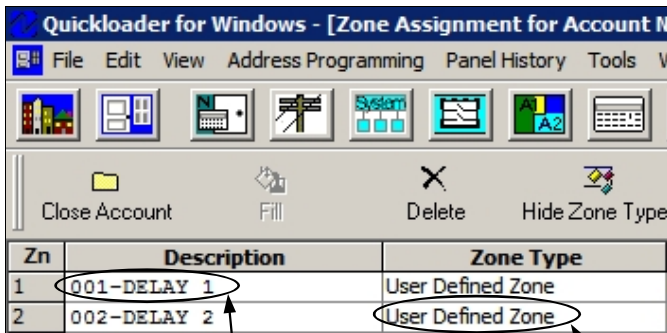 Quickloader for Windows - [Zone Assignment for Account N
File Edit View Address Programming Panel History Tools
N System A1 A2
Close Account Fill Delete Hide Zone Type
Zn Description Zone Type
1 001-DELAY 1 User Defined Zone
2 002-DELAY 2 User Defined Zone